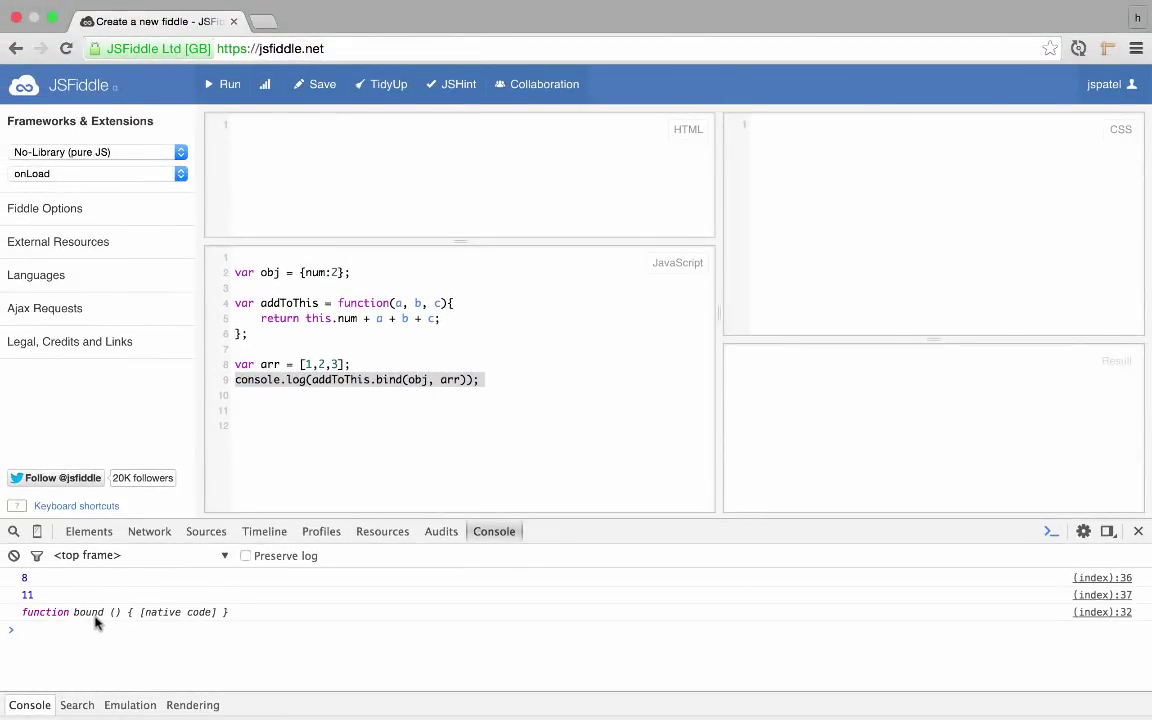 Create a new fiddle - JSFi
h
JSFiddle Ltd [GB] https://jsfiddle.net
JSFiddle
Run
Save
TidyUp
JSHint
Collaboration
jspatel
Frameworks & Extensions
No-Library (pure JS)
onLoad
Fiddle Options
External Resources
Languages
Ajax Requests
Legal, Credits and Links
Follow @jsfiddle
20K followers
Keyboard shortcuts
1
HTML
1
CSS
JavaScript
1
2 var obj = {num:2};
3
4 var addToThis = function(a, b, c){
5 return this.num + a + b + c;
6 };
7
8 var arr = [1,2,3];
9 console.log(addToThis.bind(obj, arr));
10
11
12
Result
Elements Network Sources Timeline Profiles Resources Audits Console
<top frame> ▼ Preserve log
8 (index):36
11 (index):37
function bound () { [native code] } (index):32
>
Console Search Emulation Rendering